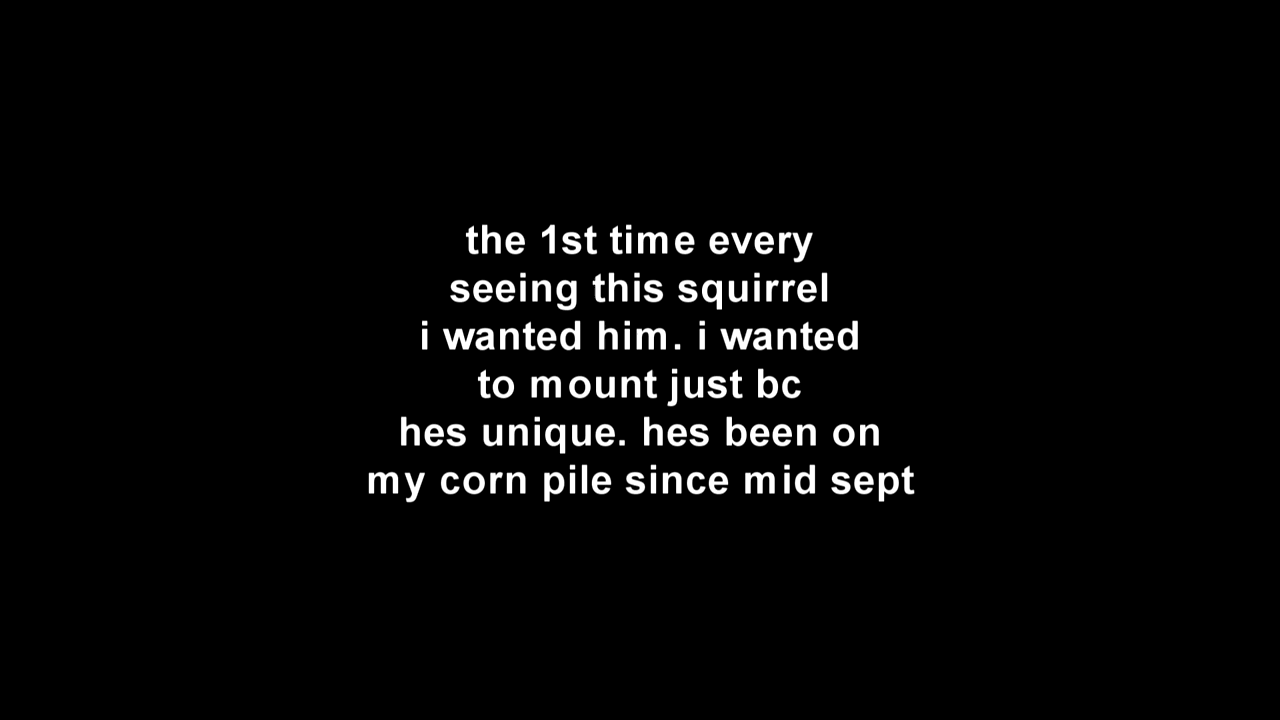 the 1st time every
seeing this squirrel
i wanted him. i wanted
to mount just bc
hes unique. hes been on
my corn pile since mid sept